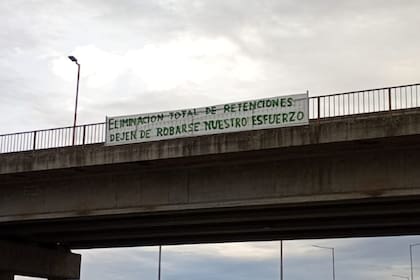 ELIMINACION TOTAL DE RETENCIONES
DEJEN DE ROBARSE NUESTRO ESFUERZO